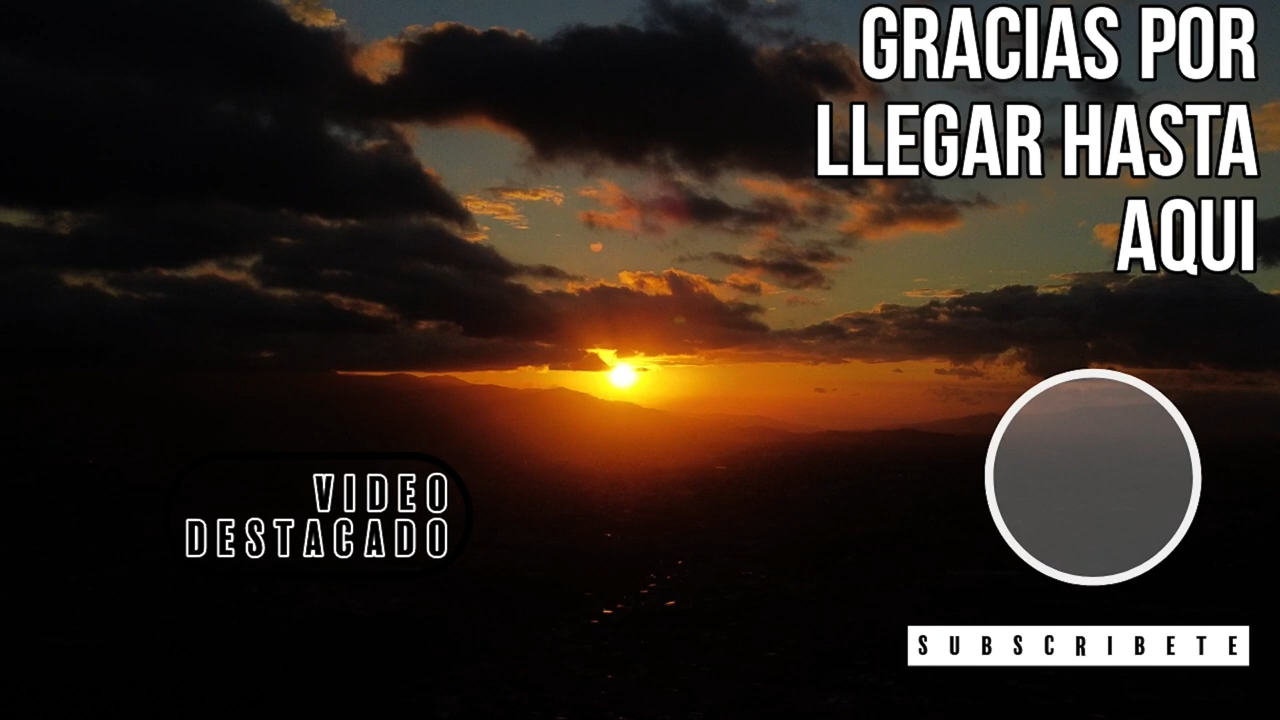 GRACIAS POR
LLEGAR HASTA
AQUI
VIDEO
DESTACADO
SUBSCRIBETE